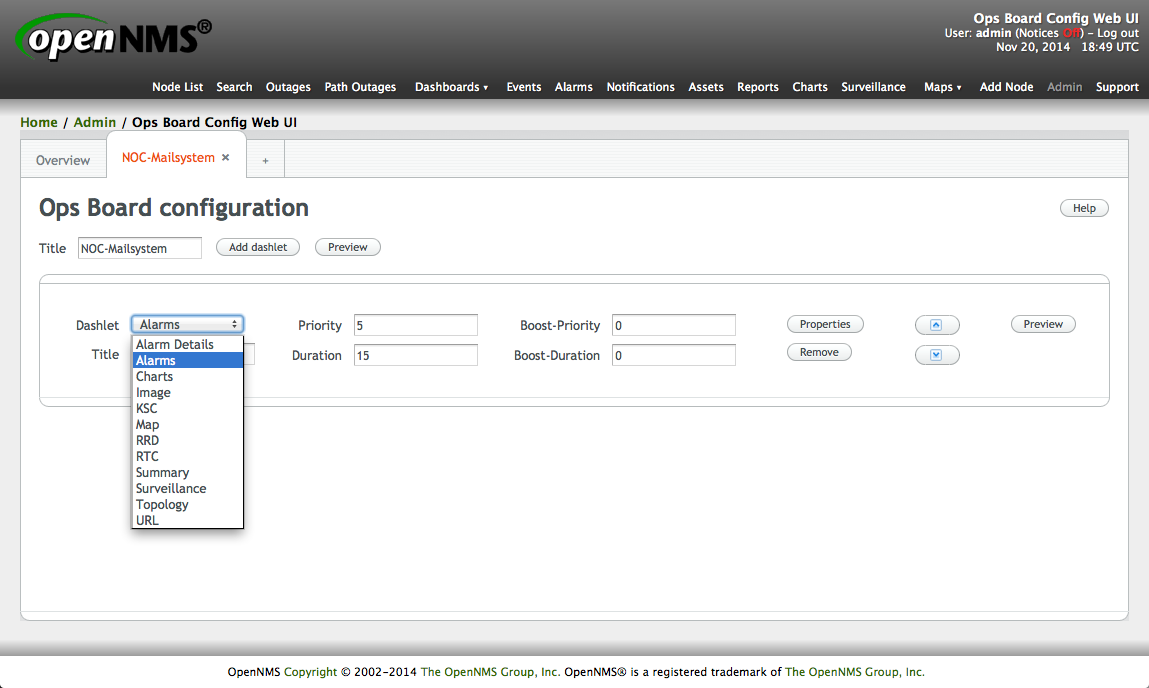 openNMS®
Ops Board Config Web UI
User: admin (Notices Off) – Log out
Nov 20, 2014 18:49 UTC
Node List Search Outages Path Outages Dashboards ▾ Events Alarms Notifications Assets Reports Charts Surveillance Maps ▾ Add Node Admin Support
Home / Admin / Ops Board Config Web UI
Overview NOC-Mailsystem × +
Ops Board configuration Help
Title NOC-Mailsystem Add dashlet Preview
Dashlet Alarms Priority 5 Boost-Priority 0 Properties Preview
Title Duration 15 Boost-Duration 0 Remove
Alarm Details
Alarms
Charts
Image
KSC
Map
RRD
RTC
Summary
Surveillance
Topology
URL
OpenNMS Copyright © 2002-2014 The OpenNMS Group, Inc. OpenNMS® is a registered trademark of The OpenNMS Group, Inc.